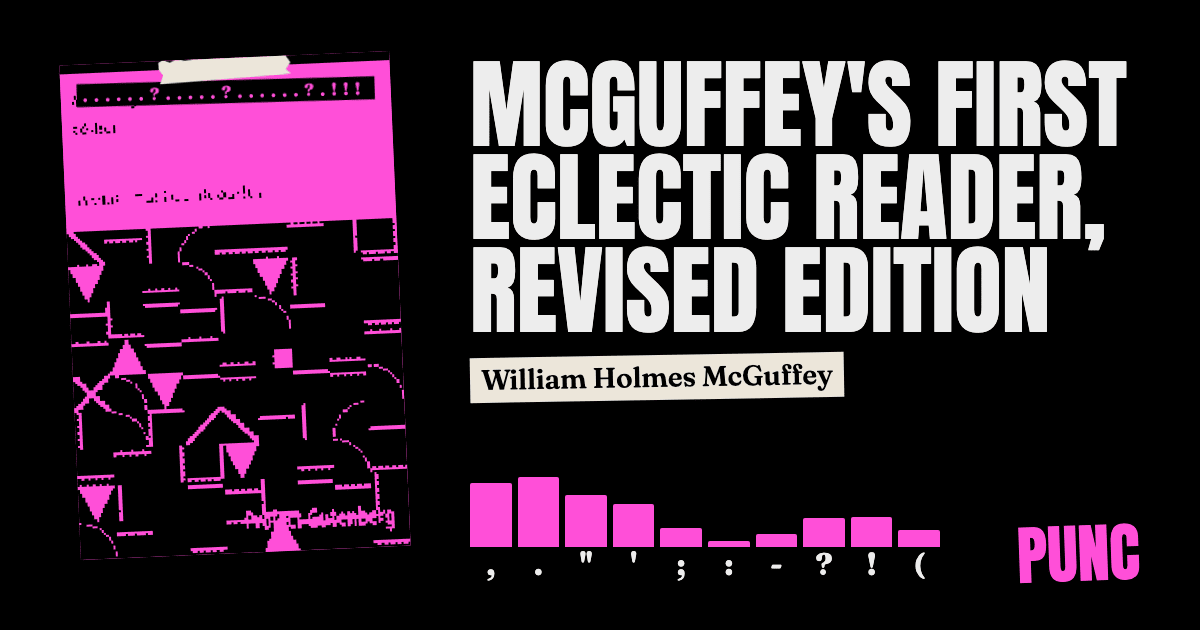 ......?.....?......?.!!!
Project Gutenberg
MCGUFFEY'S FIRST
ECLECTIC READER,
REVISED EDITION
William Holmes McGuffey
, . " ' ; : - ? ! (
PUNC